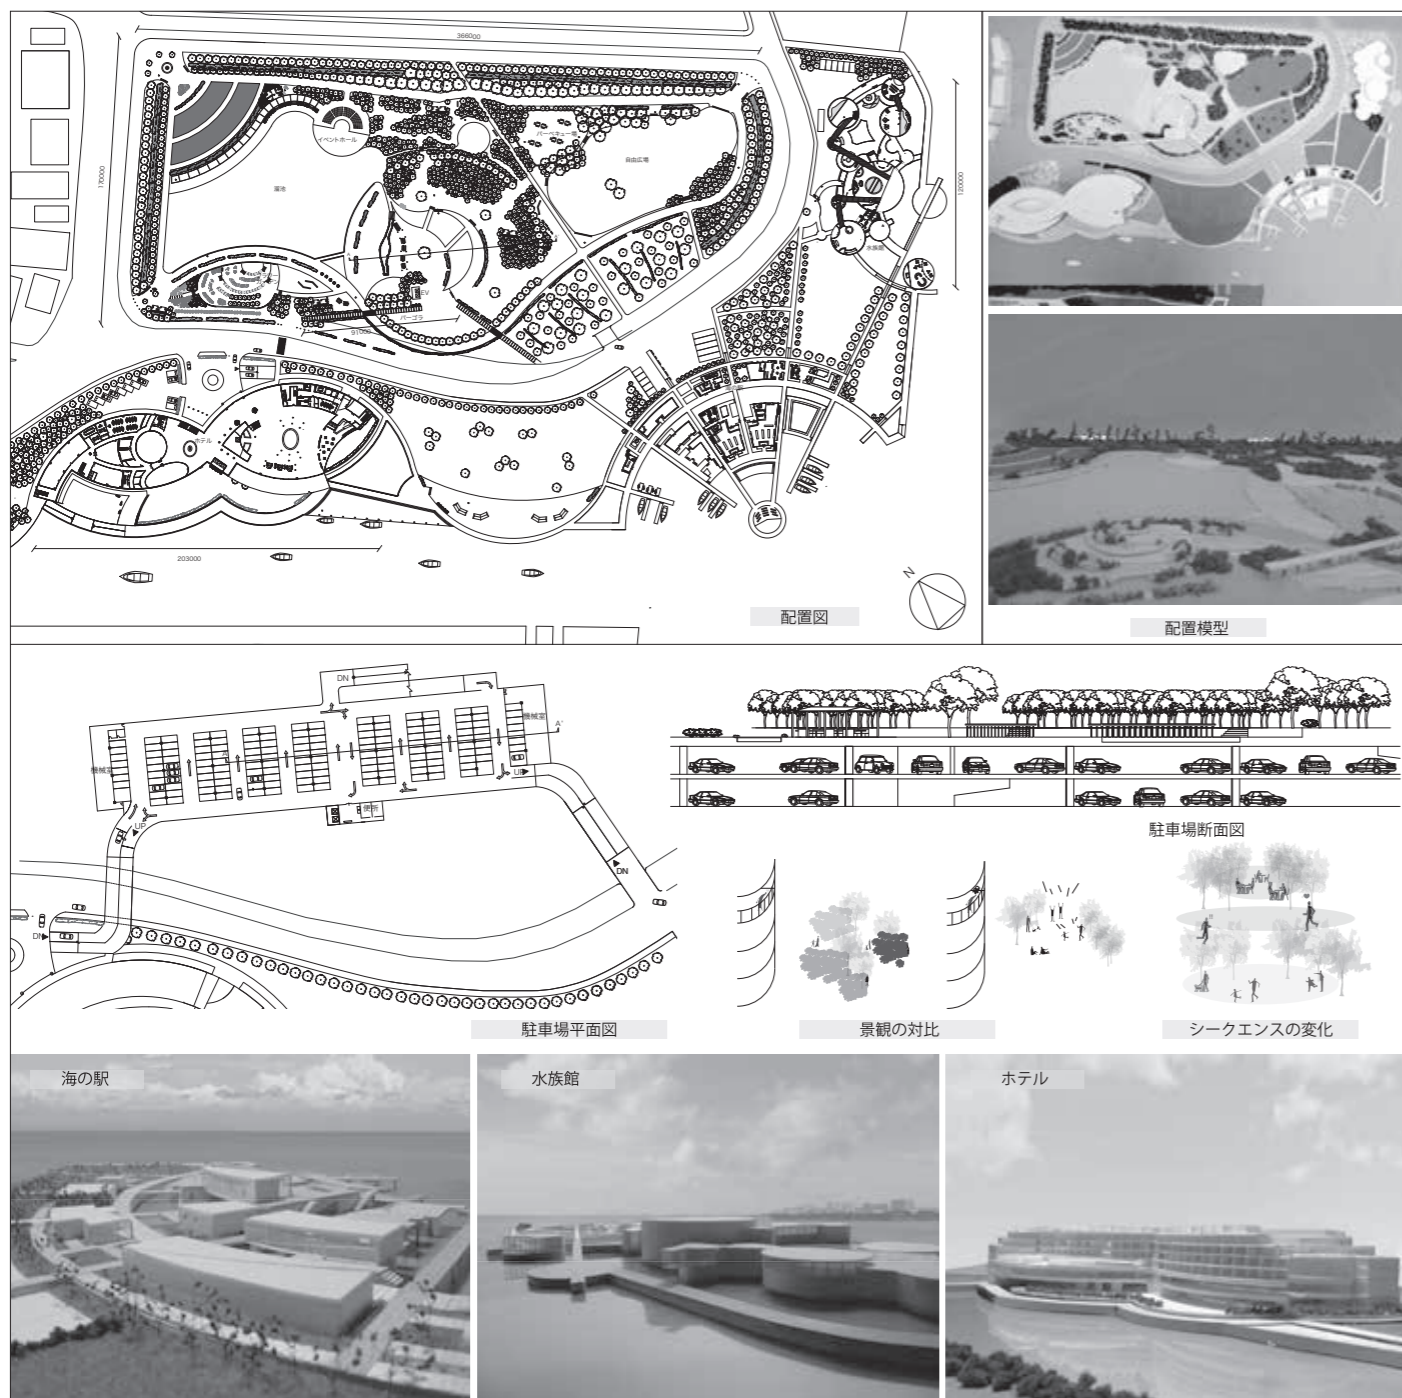 366000
170000
120000
イベントホール
バーベキュー場
自由広場
溜池
水族館
EV
パーゴラ
91000
ホテル
203000
N
配置図
配置模型
DN
機械室
A'
A
機械室
UP
便所
UP
DN
DN
駐車場平面図
駐車場断面図
景観の対比
シークエンスの変化
海の駅
水族館
ホテル